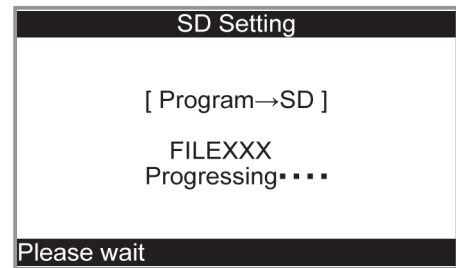 SD Setting
[ Program→SD ]
FILEXXX
Progressing▪▪▪▪
Please wait